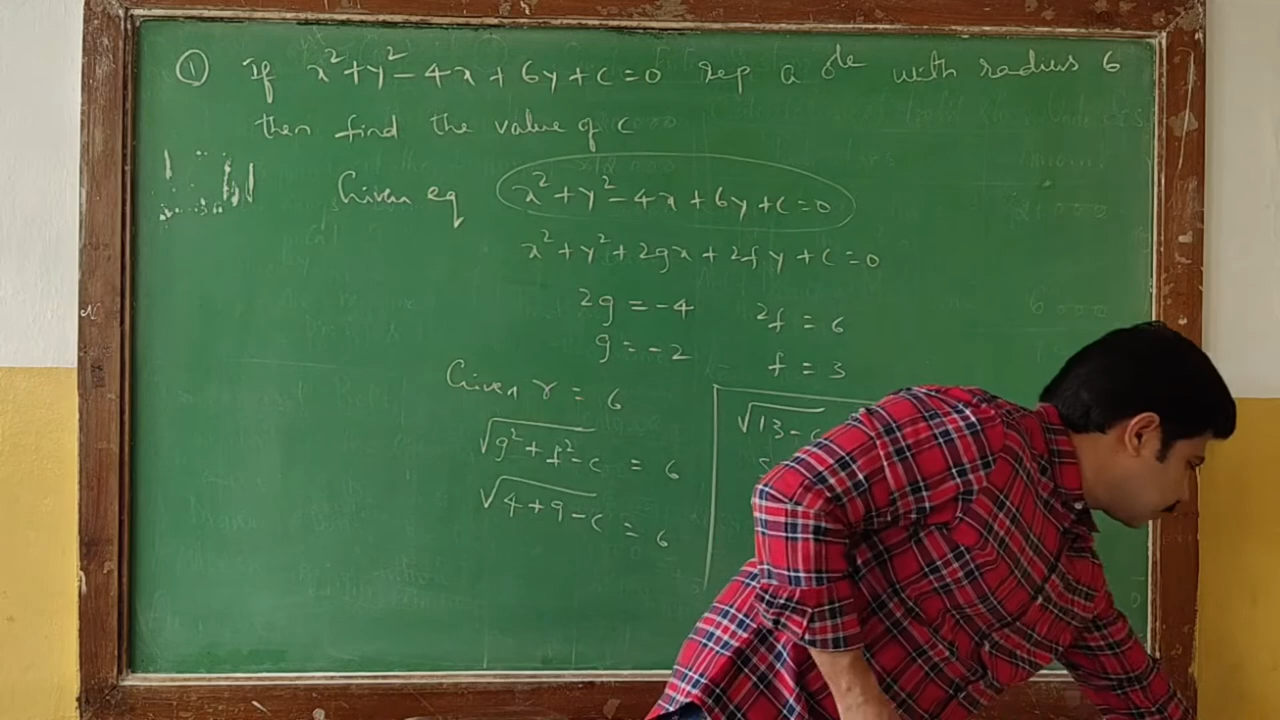 ① If x²+y²-4x+6y+c=0 rep a ole with radius 6
then find the value of c
Given eq x²+y²-4x+6y+c=0
x²+y²+2gx+2fy+c=0
2g=-4 2f=6
g=-2 f=3
Given r=6
√g²+f²-c = 6
√4+9-c = 6
√13-c